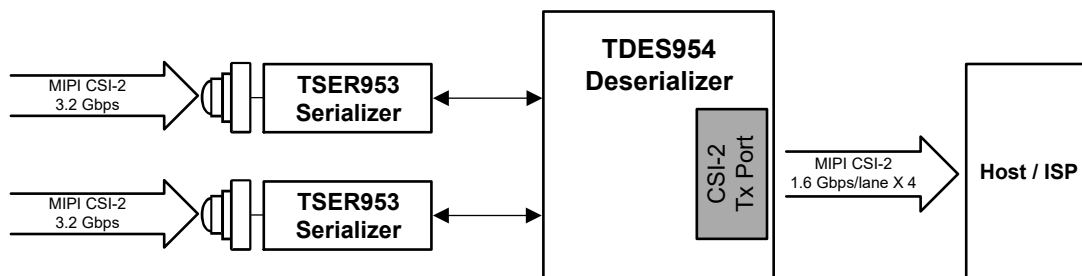 MIPI CSI-2
3.2 Gbps
TSER953
Serializer
MIPI CSI-2
3.2 Gbps
TSER953
Serializer
TDES954
Deserializer
CSI-2
Tx Port
MIPI CSI-2
1.6 Gbps/lane X 4
Host / ISP